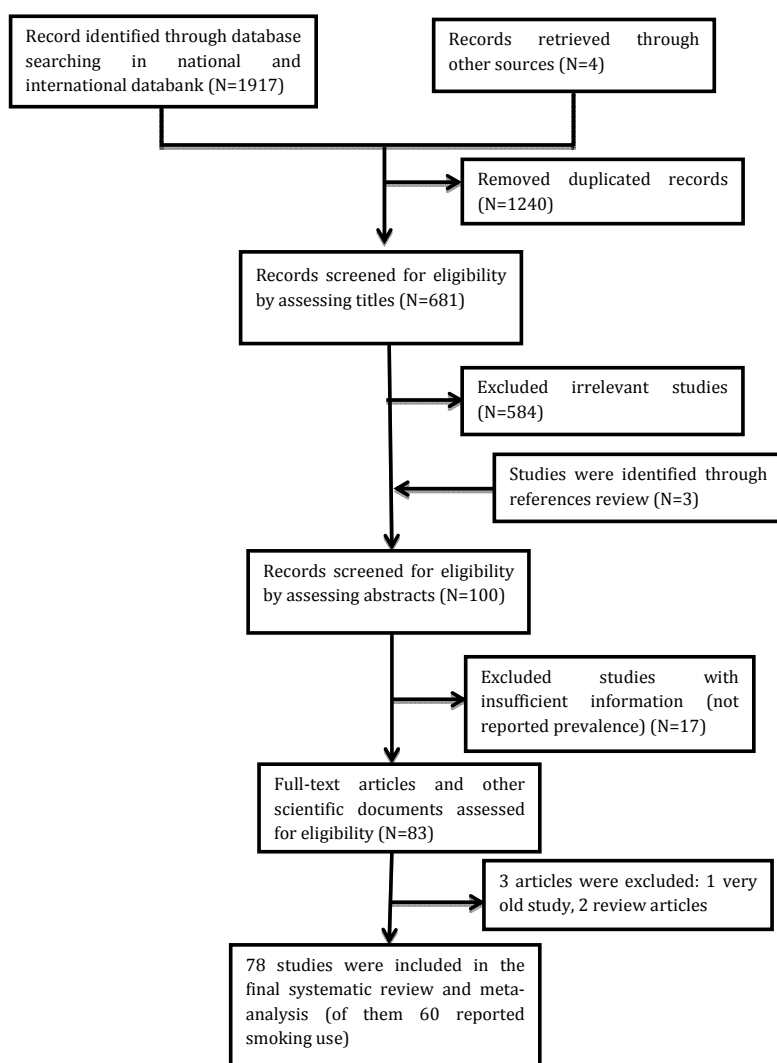 Record identified through database
searching in national and
international databank (N=1917)
Records retrieved through
other sources (N=4)
Removed duplicated records
(N=1240)
Records screened for eligibility
by assessing titles (N=681)
Excluded irrelevant studies
(N=584)
Studies were identified through
references review (N=3)
Records screened for eligibility
by assessing abstracts (N=100)
Excluded studies with
insufficient information (not
reported prevalence) (N=17)
Full-text articles and other
scientific documents assessed
for eligibility (N=83)
3 articles were excluded: 1 very
old study, 2 review articles
78 studies were included in the
final systematic review and meta-
analysis (of them 60 reported
smoking use)